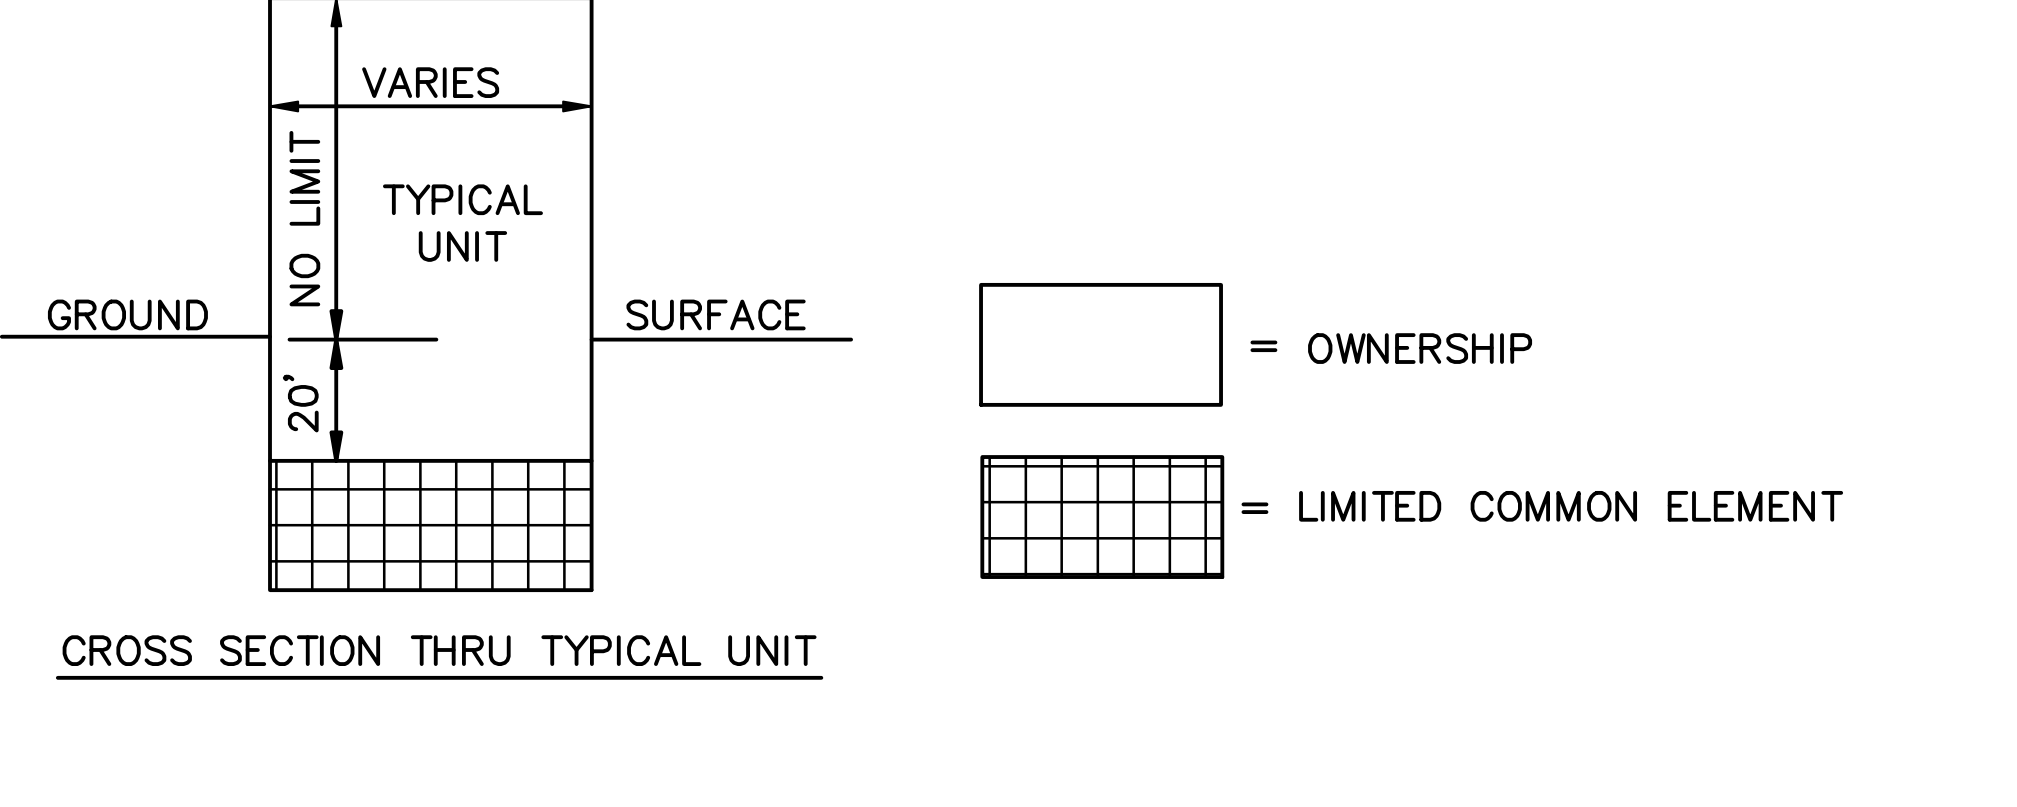 VARIES
NO LIMIT
TYPICAL
UNIT
GROUND
SURFACE
20'
= OWNERSHIP
= LIMITED COMMON ELEMENT
CROSS SECTION THRU TYPICAL UNIT